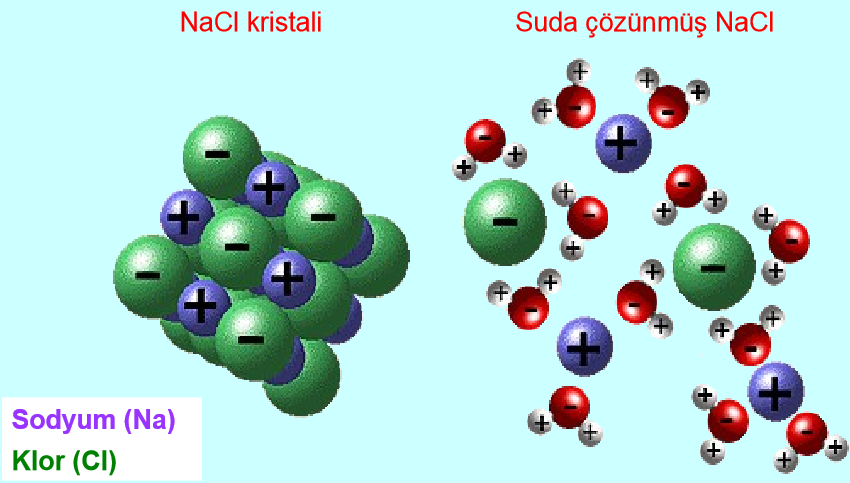 NaCl kristali
Suda çözünmüş NaCl
Sodyum (Na)
Klor (Cl)